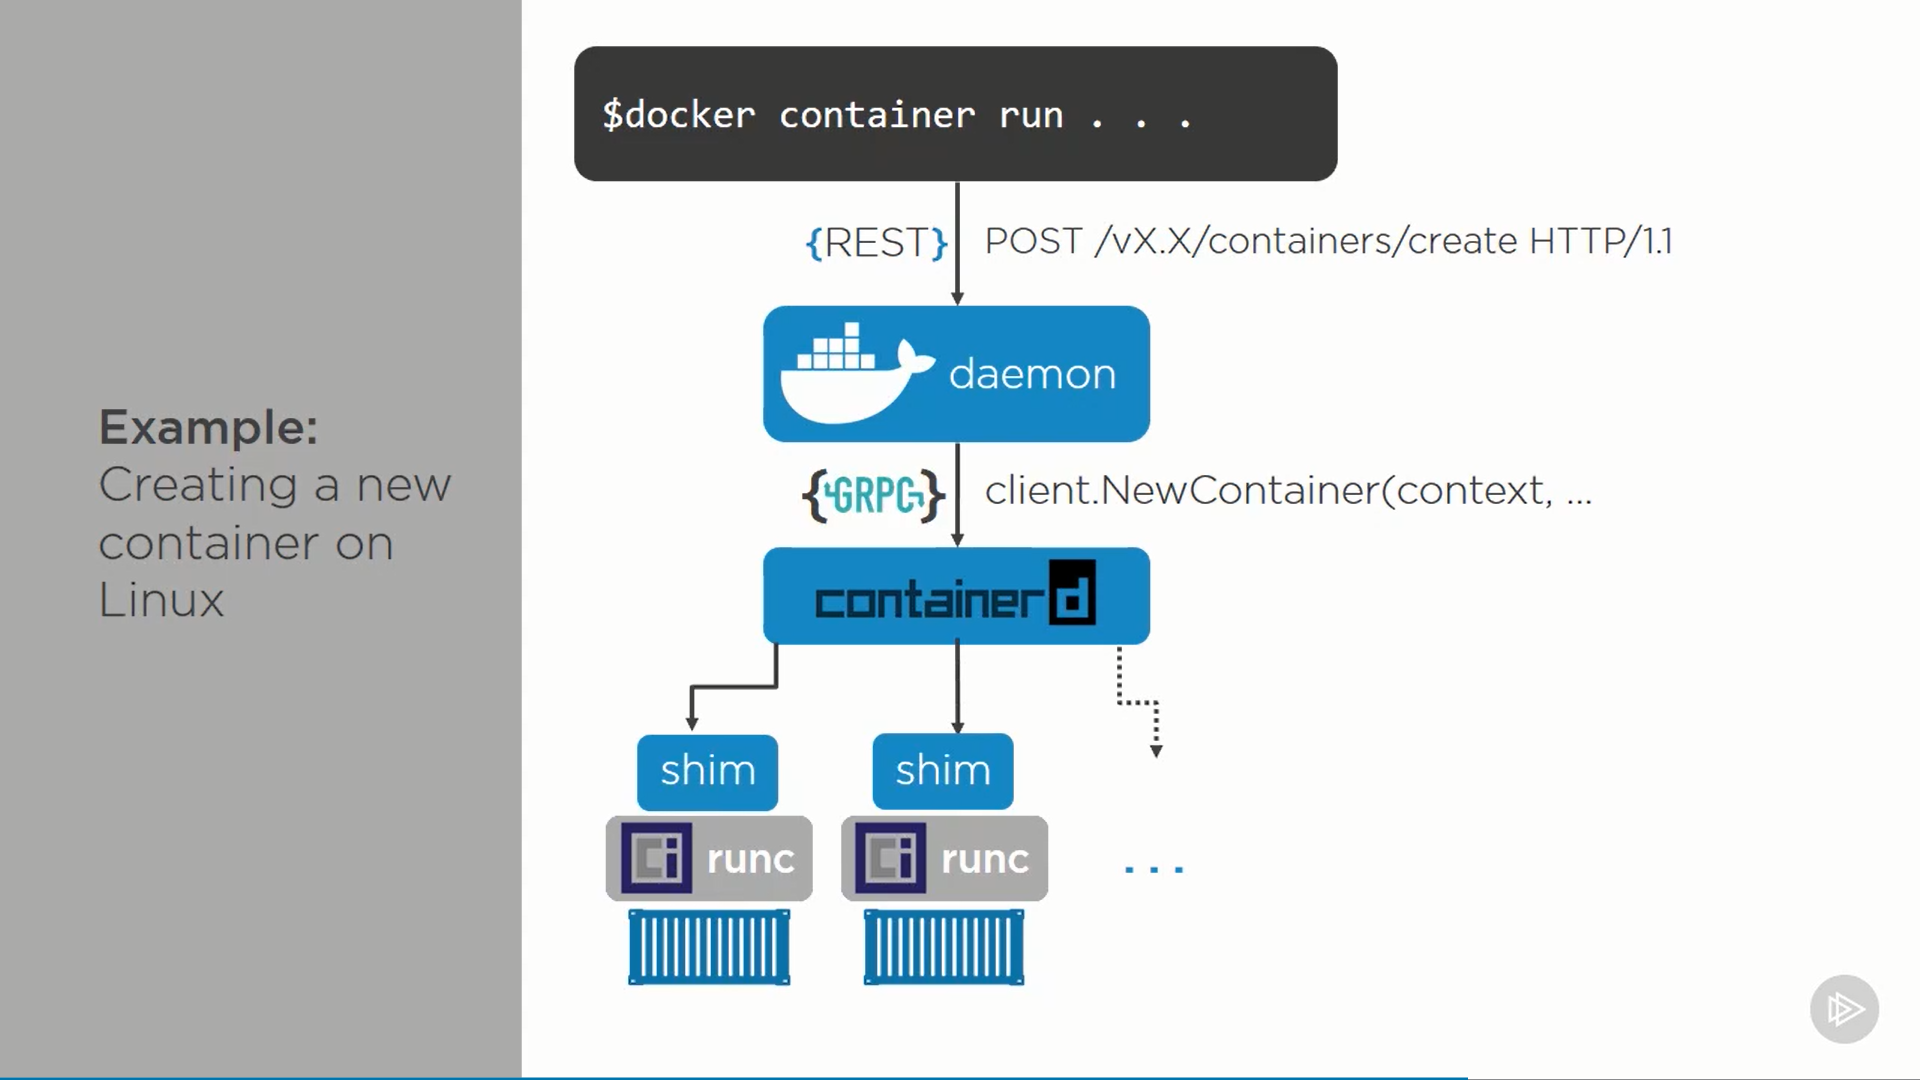 $docker container run . . .
{REST} POST /vX.X/containers/create HTTP/1.1
daemon
{GRPC} client.NewContainer(context, ...
containerd
Example:
Creating a new
container on
Linux
shim shim
runc runc
...